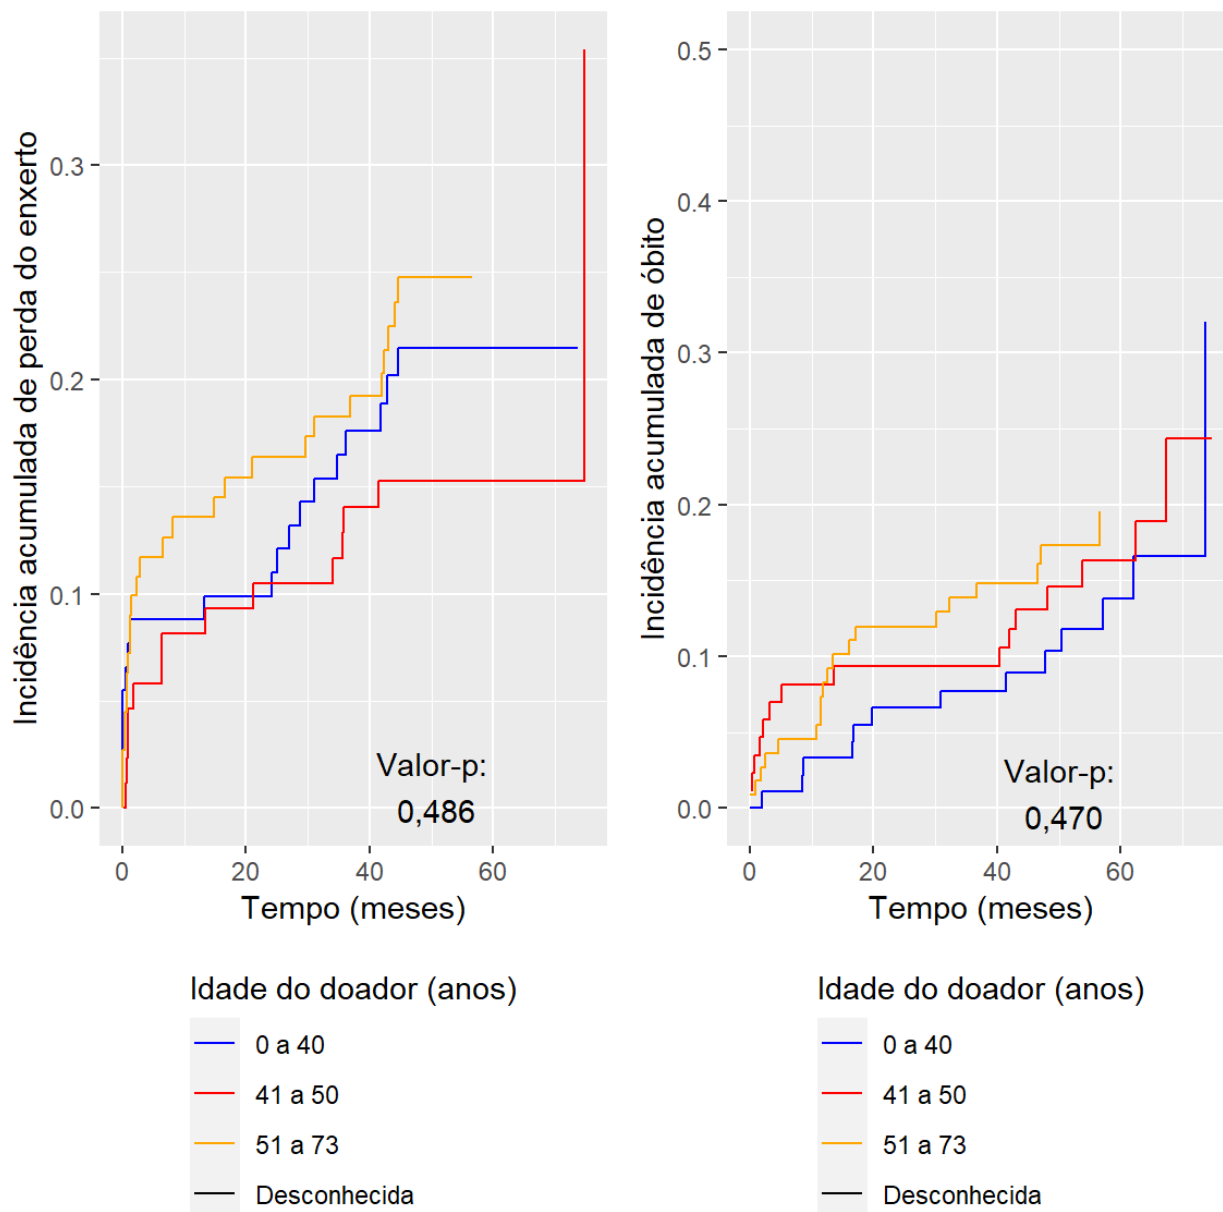 Incidência acumulada de perda do enxerto
0.3
0.2
0.1
0.0
Valor-p:
0,486
0
20
40
60
Tempo (meses)
Idade do doador (anos)
0 a 40
41 a 50
51 a 73
Desconhecida
Incidência acumulada de óbito
0.5
0.4
0.3
0.2
0.1
0.0
Valor-p:
0,470
0
20
40
60
Tempo (meses)
Idade do doador (anos)
0 a 40
41 a 50
51 a 73
Desconhecida